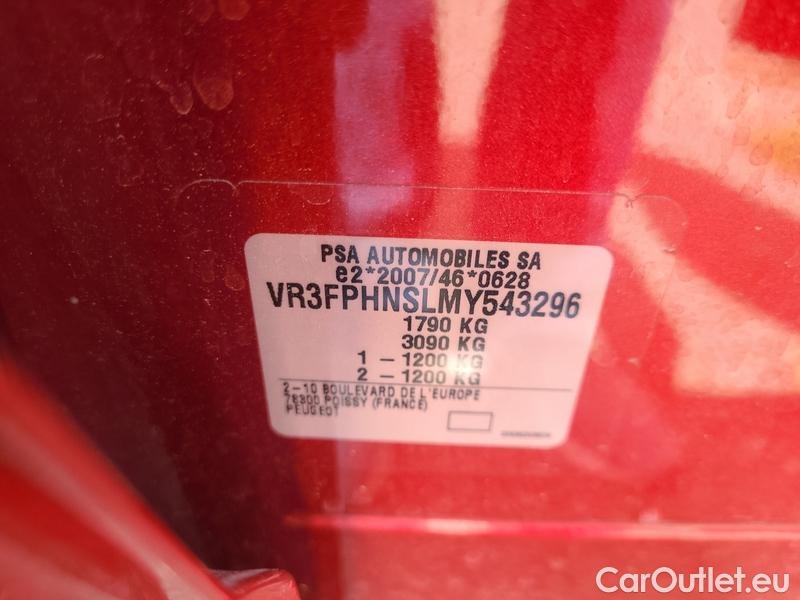 PSA AUTOMOBILES SA
e2*2007/46*0628
VR3FPHNSLMY543296
1790 KG
3090 KG
1 - 1200 KG
2 - 1200 KG
2-10 BOULEVARD DE L'EUROPE
78300 POISSY (FRANCE)
PEUGEOT
CarOutlet.eu